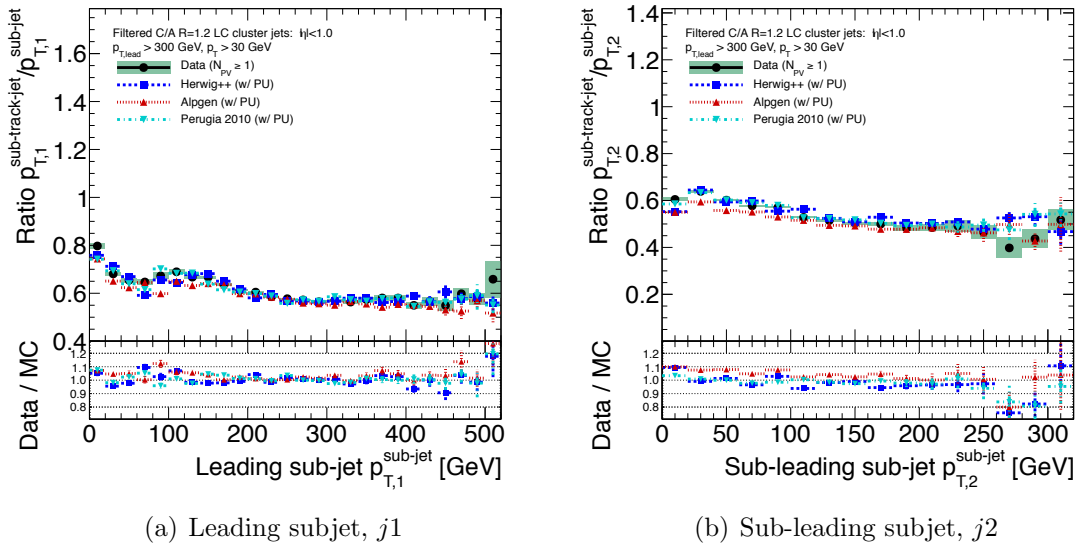 (a)
Filtered C/A R=1.2 LC cluster jets: |η|<1.0
p_T,lead > 300 GeV, p_T > 30 GeV
Data (N_PV ≥ 1)
Herwig++ (w/ PU)
Alpgen (w/ PU)
Perugia 2010 (w/ PU)
Ratio p_T,1^sub-track-jet/p_T,1^sub-jet
1.6
1.4
1.2
1
0.8
0.6
0.4
Data / MC
1.2
1.1
1.0
0.9
0.8
0 100 200 300 400 500
Leading sub-jet p_T,1^sub-jet [GeV]
(b)
Filtered C/A R=1.2 LC cluster jets: |η|<1.0
p_T,lead > 300 GeV, p_T > 30 GeV
Data (N_PV ≥ 1)
Herwig++ (w/ PU)
Alpgen (w/ PU)
Perugia 2010 (w/ PU)
Ratio p_T,2^sub-track-jet/p_T,2^sub-jet
1.4
1.2
1
0.8
0.6
0.4
0.2
Data / MC
1.2
1.1
1.0
0.9
0.8
0 50 100 150 200 250 300
Sub-leading sub-jet p_T,2^sub-jet [GeV]
(a) Leading subjet, j1
(b) Sub-leading subjet, j2